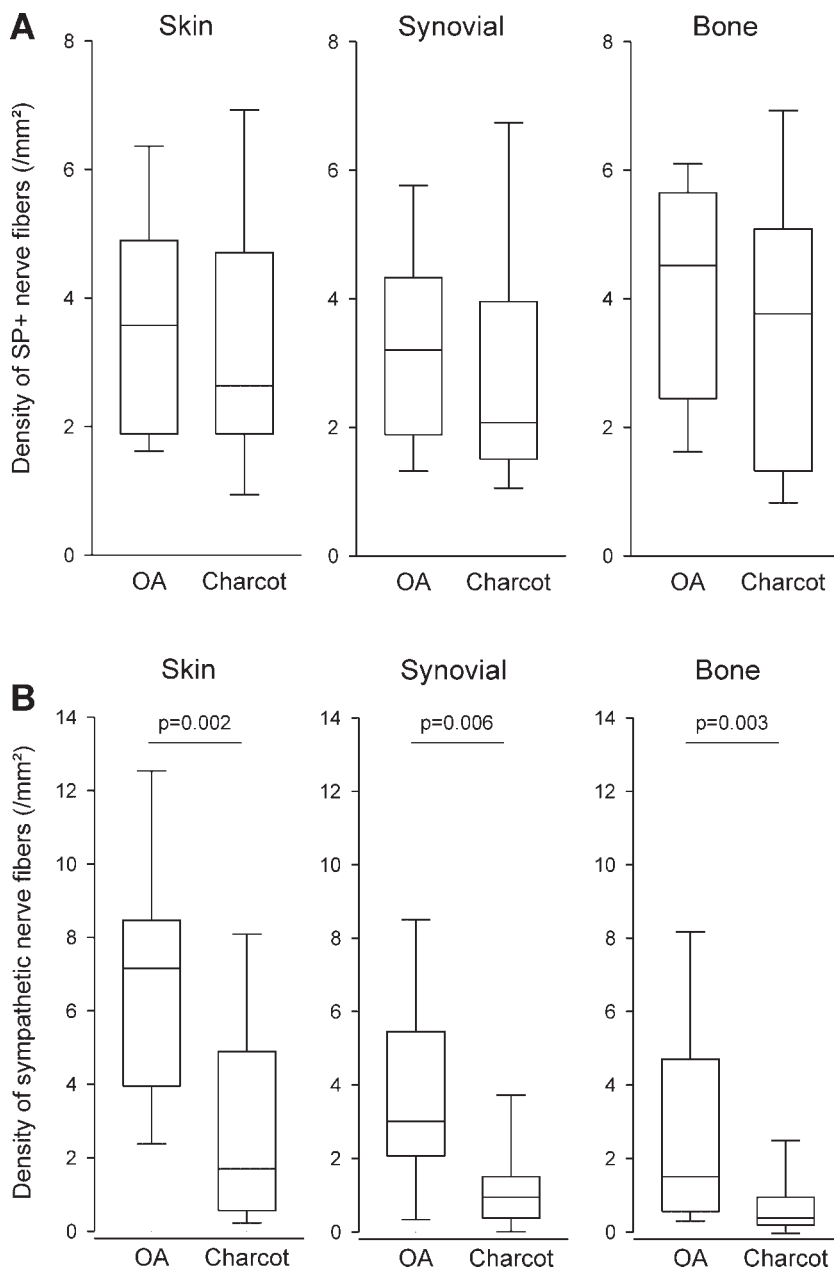 A
Skin
Synovial
Bone
Density of SP+ nerve fibers (/mm²)
8
6
4
2
0
8
6
4
2
0
8
6
4
2
0
OA
Charcot
OA
Charcot
OA
Charcot
B
Skin
Synovial
Bone
Density of sympathetic nerve fibers (/mm²)
14
12
10
8
6
4
2
0
14
12
10
8
6
4
2
0
14
12
10
8
6
4
2
0
p=0.002
p=0.006
p=0.003
OA
Charcot
OA
Charcot
OA
Charcot